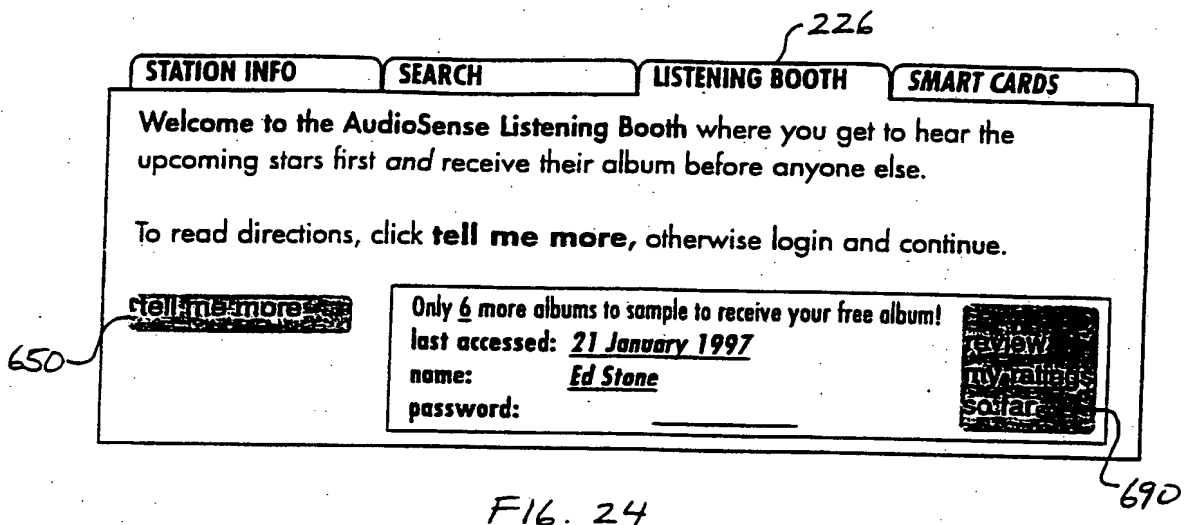 226
STATION INFO SEARCH LISTENING BOOTH SMART CARDS
Welcome to the AudioSense Listening Booth where you get to hear the
upcoming stars first and receive their album before anyone else.
To read directions, click tell me more, otherwise login and continue.
tell me more
650
Only 6 more albums to sample to receive your free album!
last accessed: 21 January 1997
name: Ed Stone
password:
review
my ratings
so far
690
FIG. 24